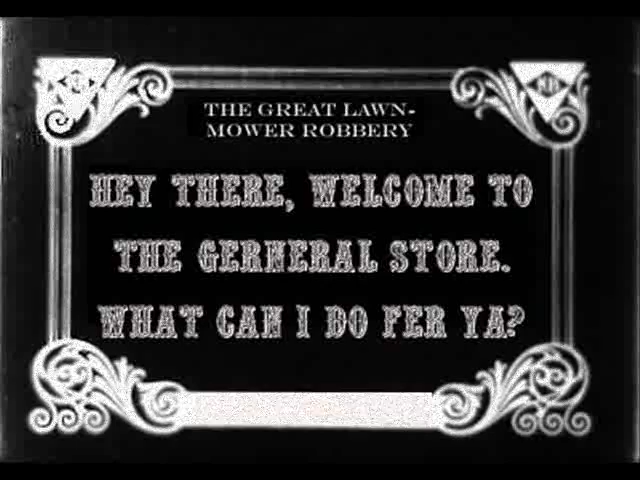 THE GREAT LAWN-
MOWER ROBBERY
HEY THERE, WELCOME TO
THE GERNERAL STORE.
WHAT CAN I DO FER YA?